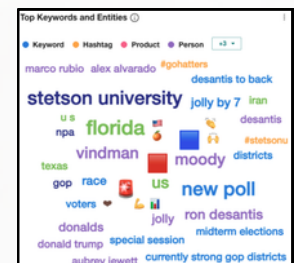 Top Keywords and Entities
Keyword Hashtag Product Person +3
marco rubio alex alvarado #gohatters
desantis to back
stetson university jolly by 7 iran
u s
npa florida desantis
#stetsonu
vindman moody districts
texas
gop race us new poll
voters
donalds jolly ron desantis
midterm elections
donald trump special session
aubrey jewett currently strong gop districts